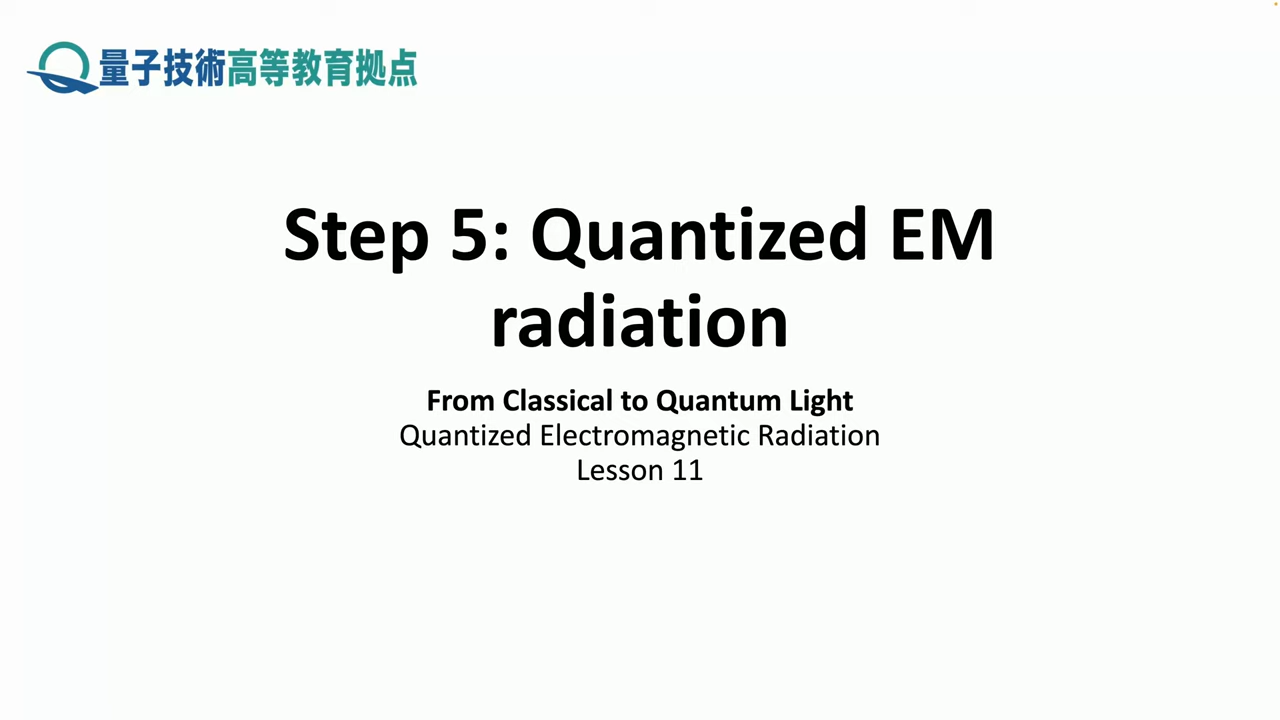 量子技術高等教育拠点
Step 5: Quantized EM
radiation
From Classical to Quantum Light
Quantized Electromagnetic Radiation
Lesson 11